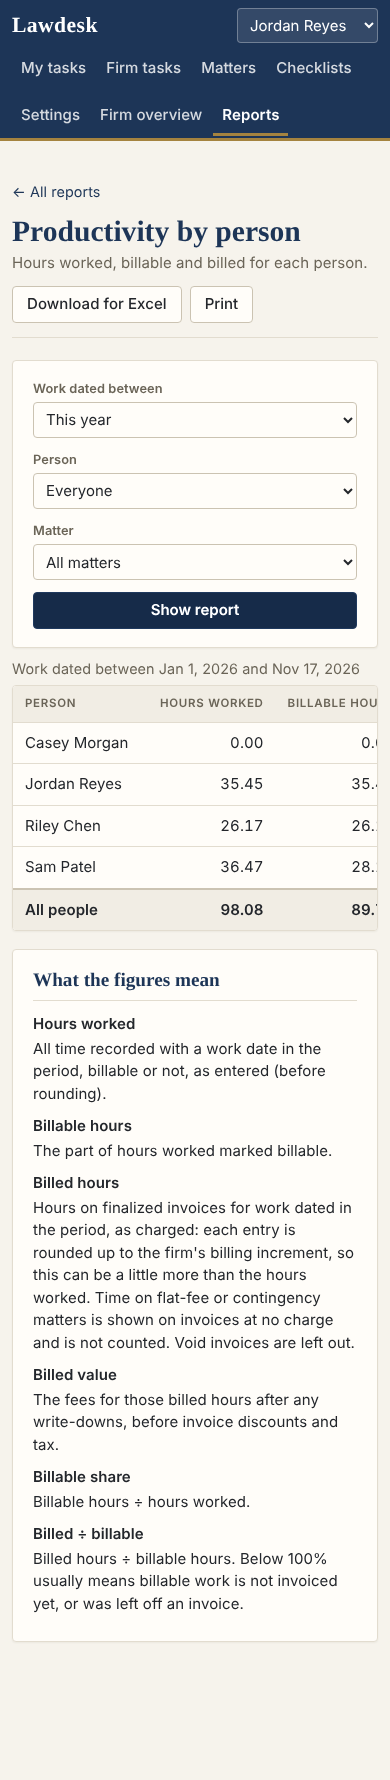 Lawdesk
Jordan Reyes
My tasks Firm tasks Matters Checklists
Settings Firm overview Reports
← All reports
Productivity by person
Hours worked, billable and billed for each person.
Download for Excel Print
Work dated between
This year
Person
Everyone
Matter
All matters
Show report
Work dated between Jan 1, 2026 and Nov 17, 2026
PERSON HOURS WORKED BILLABLE HOU
Casey Morgan 0.00 0.
Jordan Reyes 35.45 35.
Riley Chen 26.17 26.
Sam Patel 36.47 28.
All people 98.08 89.
What the figures mean
Hours worked
All time recorded with a work date in the
period, billable or not, as entered (before
rounding).
Billable hours
The part of hours worked marked billable.
Billed hours
Hours on finalized invoices for work dated in
the period, as charged: each entry is
rounded up to the firm's billing increment, so
this can be a little more than the hours
worked. Time on flat-fee or contingency
matters is shown on invoices at no charge
and is not counted. Void invoices are left out.
Billed value
The fees for those billed hours after any
write-downs, before invoice discounts and
tax.
Billable share
Billable hours ÷ hours worked.
Billed ÷ billable
Billed hours ÷ billable hours. Below 100%
usually means billable work is not invoiced
yet, or was left off an invoice.